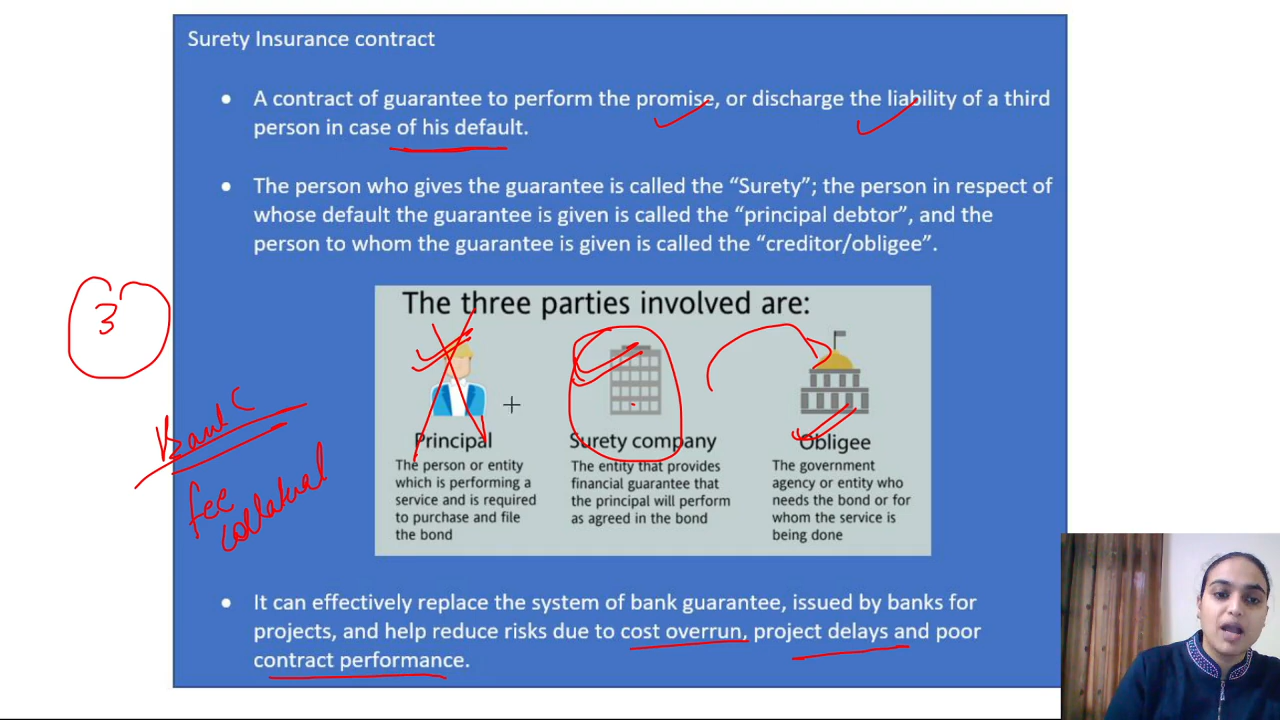 Surety Insurance contract
• A contract of guarantee to perform the promise, or discharge the liability of a third
person in case of his default.
• The person who gives the guarantee is called the “Surety”; the person in respect of
whose default the guarantee is given is called the “principal debtor”, and the
person to whom the guarantee is given is called the “creditor/obligee”.
3
The three parties involved are:
Principal
The person or entity
which is performing a
service and is required
to purchase and file
the bond
+
Surety company
The entity that provides
financial guarantee that
the principal will perform
as agreed in the bond
Obligee
The government
agency or entity who
needs the bond or for
whom the service is
being done
Bank
fee
collateral
• It can effectively replace the system of bank guarantee, issued by banks for
projects, and help reduce risks due to cost overrun, project delays and poor
contract performance.